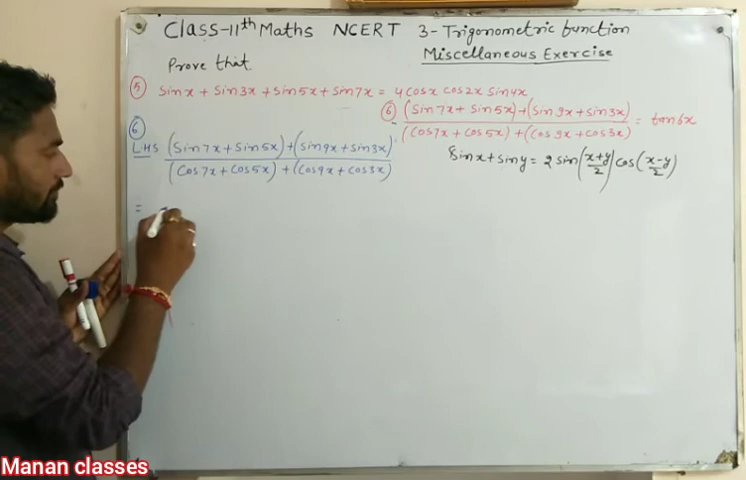 Class-11th Maths NCERT 3-Trigonometric function
Miscellaneous Exercise
Prove that
⑤ Sinx + Sin3x + Sin5x + Sin7x = 4Cosx Cos2x Sin4x
⑥ (Sin7x + Sin5x) + (Sin9x + Sin3x) / (Cos7x + Cos5x) + (Cos9x + Cos3x) = tan6x
⑥
LHS (Sin7x + Sin5x) + (Sin9x + Sin3x) / (Cos7x + Cos5x) + (Cos9x + Cos3x)
Sinx + Siny = 2 Sin(x+y/2) Cos(x-y/2)
=
Manan classes